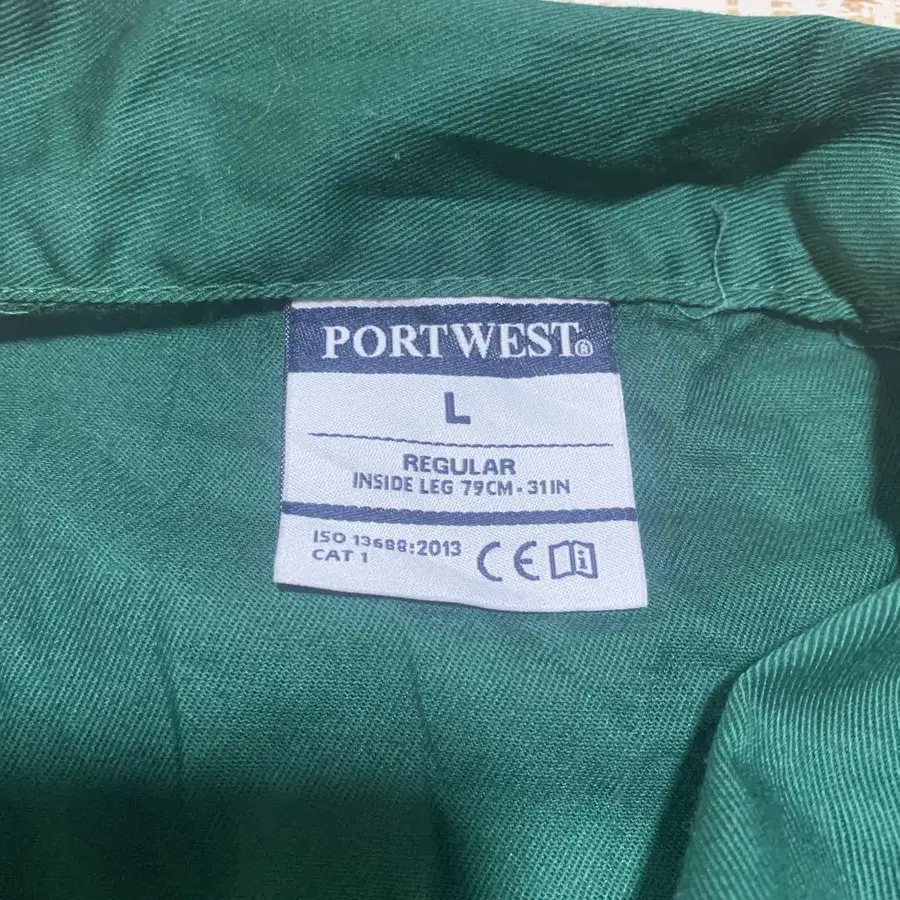 PORTWEST®
L
REGULAR
INSIDE LEG 79CM - 31IN
ISO 13688:2013
CAT 1
CE
i